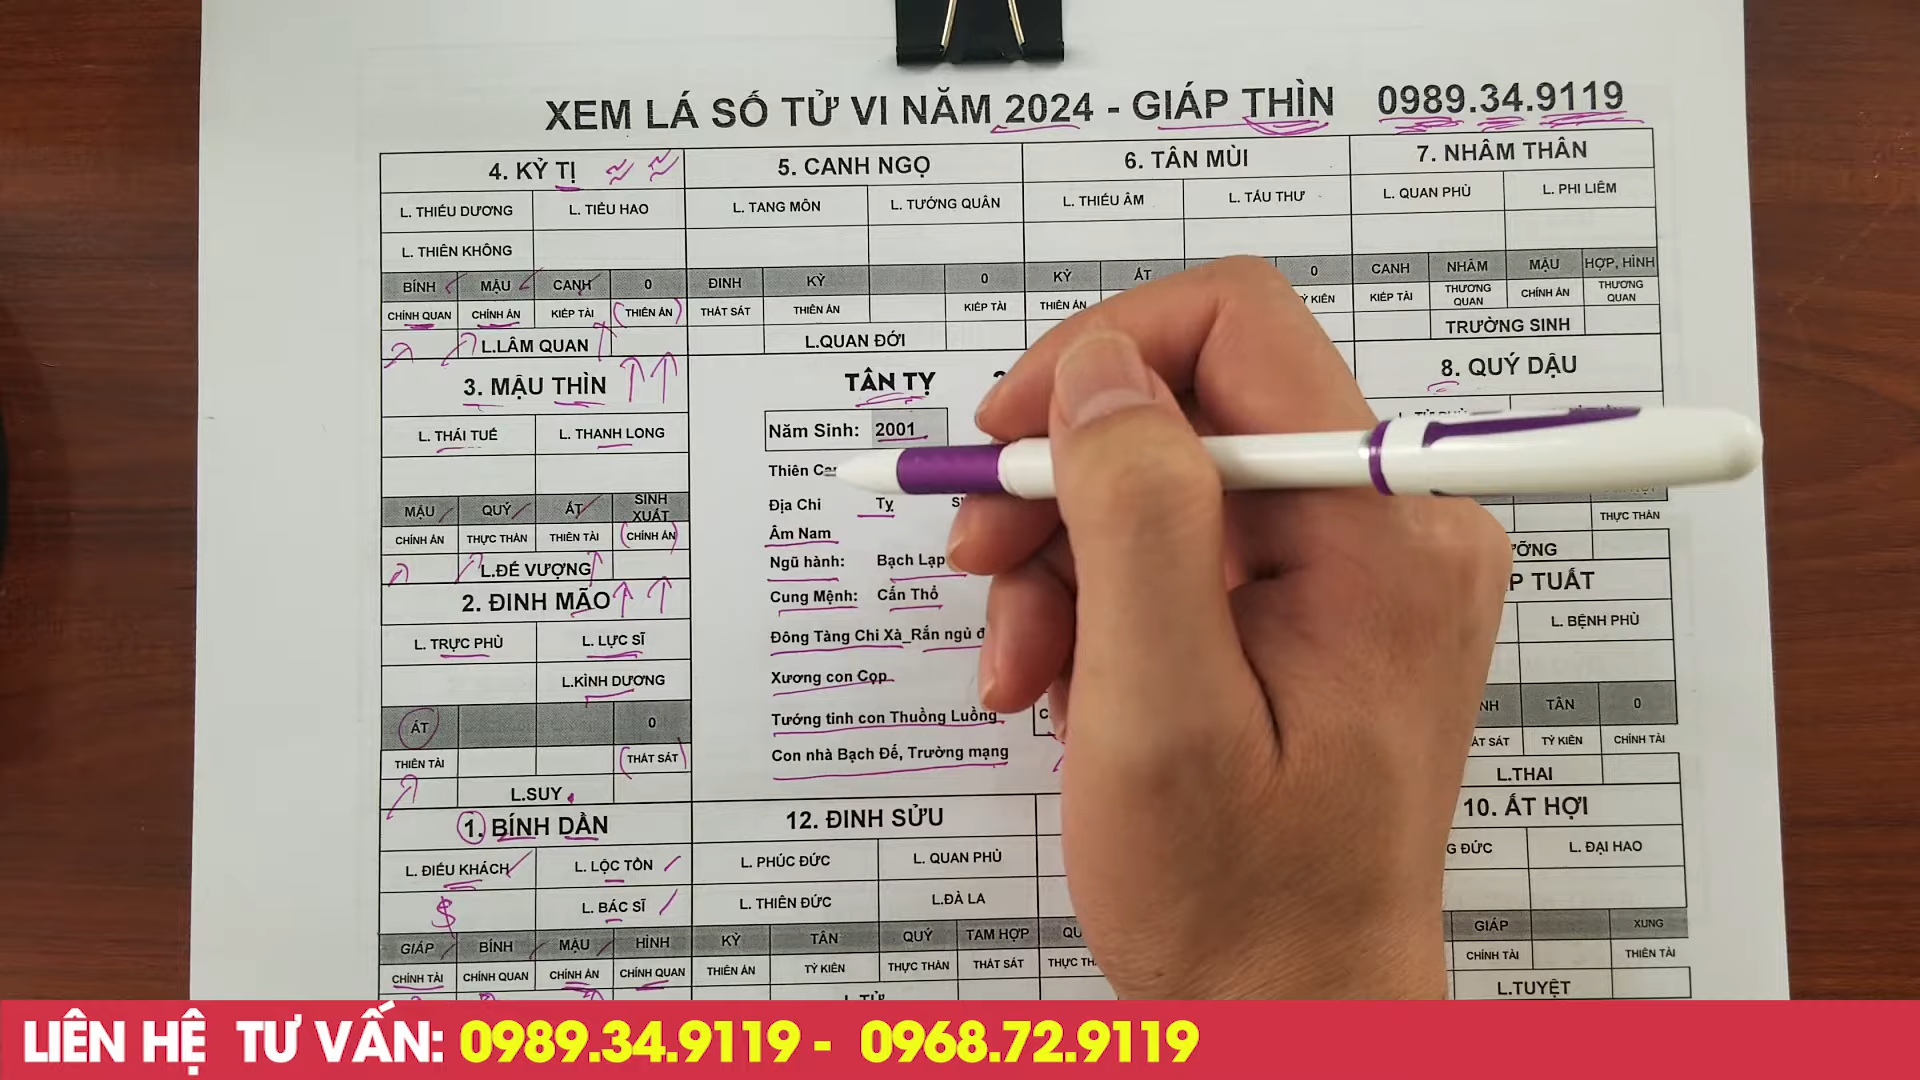 XEM LÁ SỐ TỬ VI NĂM 2024 - GIÁP THÌN 0989.34.9119
4. KỶ TỊ 5. CANH NGỌ 6. TÂN MÙI 7. NHÂM THÂN
L. THIẾU DƯƠNG L. TIỂU HAO L. TANG MÔN L. TƯỚNG QUÂN L. THIẾU ÂM L. TẤU THƯ L. QUAN PHÙ L. PHI LIÊM
L. THIÊN KHÔNG
BÍNH MẬU CANH 0 ĐINH KỶ 0 KỶ ẤT 0 CANH NHÂM MẬU HỢP, HÌNH
CHÍNH QUAN CHÍNH ẤN KIẾP TÀI THIÊN ẤN THẤT SÁT THIÊN ẤN KIẾP TÀI THIÊN ẤN KIÊN KIẾP TÀI THƯƠNG QUAN CHÍNH ẤN THƯƠNG QUAN
L.LÂM QUAN L.QUAN ĐỚI TRƯỜNG SINH
3. MẬU THÌN TÂN TỴ 8. QUÝ DẬU
L. THÁI TUẾ L. THANH LONG Năm Sinh: 2001
Thiên
MẬU QUÝ ẤT SINH XUẤT Địa Chi Tỵ
CHÍNH ẤN THỰC THẦN THIÊN TÀI CHÍNH ẤN Âm Nam THỰC THẦN
L.ĐẾ VƯỢNG Ngũ hành: Bạch Lạp
2. ĐINH MÃO Cung Mệnh: Cấn Thổ TUẤT
L. TRỰC PHÙ L. LỰC SĨ Đông Tàng Chi Xà_Rắn ngủ L. BỆNH PHÙ
L.KÌNH DƯƠNG Xương con Cọp
ẤT 0 Tướng tinh con Thuồng Luồng TÂN 0
THIÊN TÀI THẤT SÁT Con nhà Bạch Đế, Trường mạng SÁT TỶ KIÊN CHÍNH TÀI
L.SUY L.THAI
1. BÍNH DẦN 12. ĐINH SỬU 10. ẤT HỢI
L. ĐIẾU KHÁCH L. LỘC TỒN L. PHÚC ĐỨC L. QUAN PHỦ ĐỨC L. ĐẠI HAO
$ L. BÁC SĨ L. THIÊN ĐỨC L.ĐÀ LA
GIÁP BÍNH MẬU HÌNH KỶ TÂN QUÝ TAM HỢP GIÁP XUNG
CHÍNH TÀI CHÍNH QUAN CHÍNH ẤN CHÍNH QUAN THIÊN ẤN TỶ KIÊN THỰC THẦN THẤT SÁT CHÍNH TÀI THIÊN TÀI
L.TỬ L.TUYỆT
LIÊN HỆ TƯ VẤN: 0989.34.9119 - 0968.72.9119